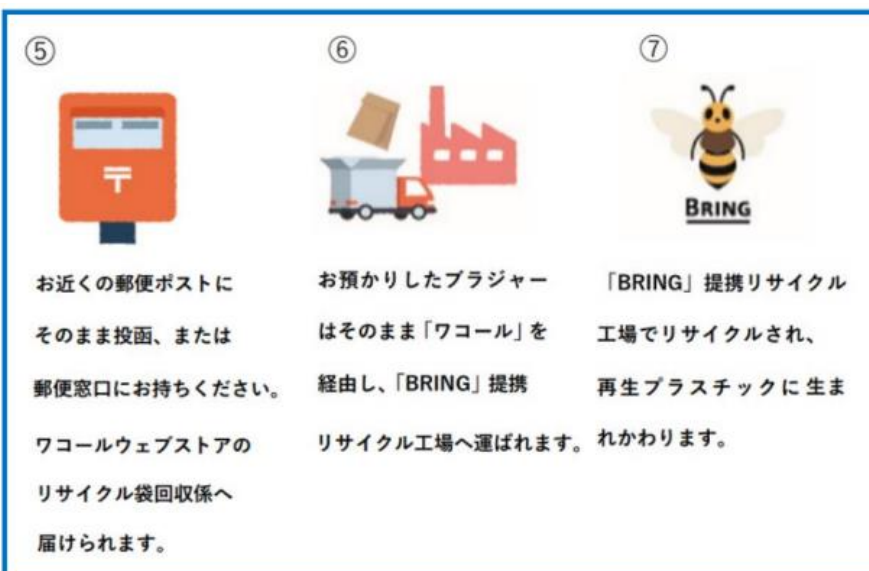 ⑤
お近くの郵便ポストに
そのまま投函、または
郵便窓口にお持ちください。
ワコールウェブストアの
リサイクル袋回収係へ
届けられます。
⑥
お預かりしたブラジャー
はそのまま「ワコール」を
経由し、「BRING」提携
リサイクル工場へ運ばれます。
⑦
BRING
「BRING」提携リサイクル
工場でリサイクルされ、
再生プラスチックに 生ま
れかわります。